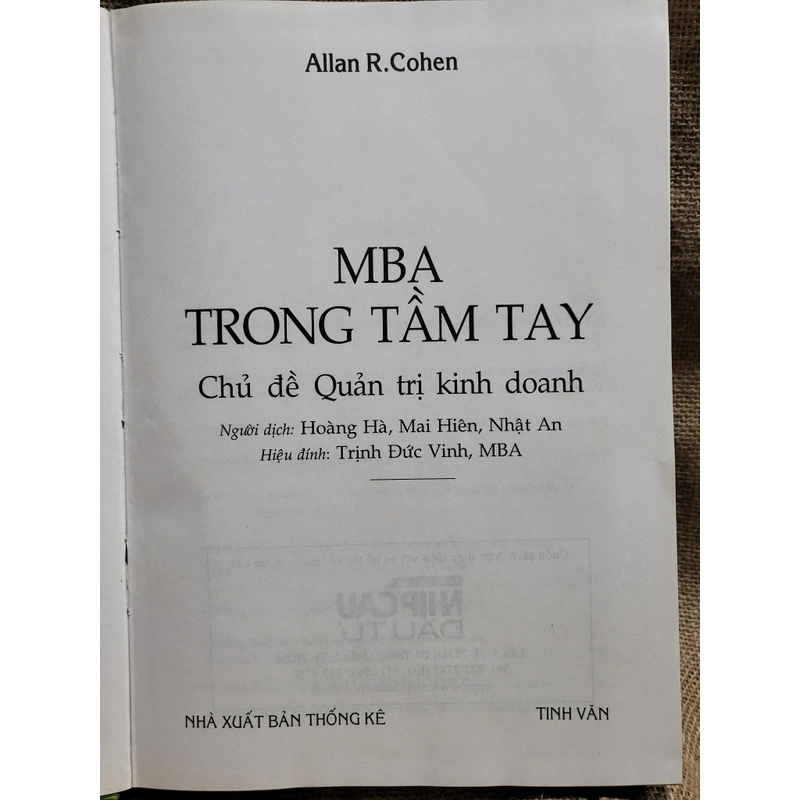 Allan R.Cohen
MBA
TRONG TẦM TAY
Chủ đề Quản trị kinh doanh
Người dịch: Hoàng Hà, Mai Hiên, Nhật An
Hiệu đính: Trịnh Đức Vinh, MBA
NHỊP CẦU
ĐẦU TƯ
NHÀ XUẤT BẢN THỐNG KÊ
TINH VĂN